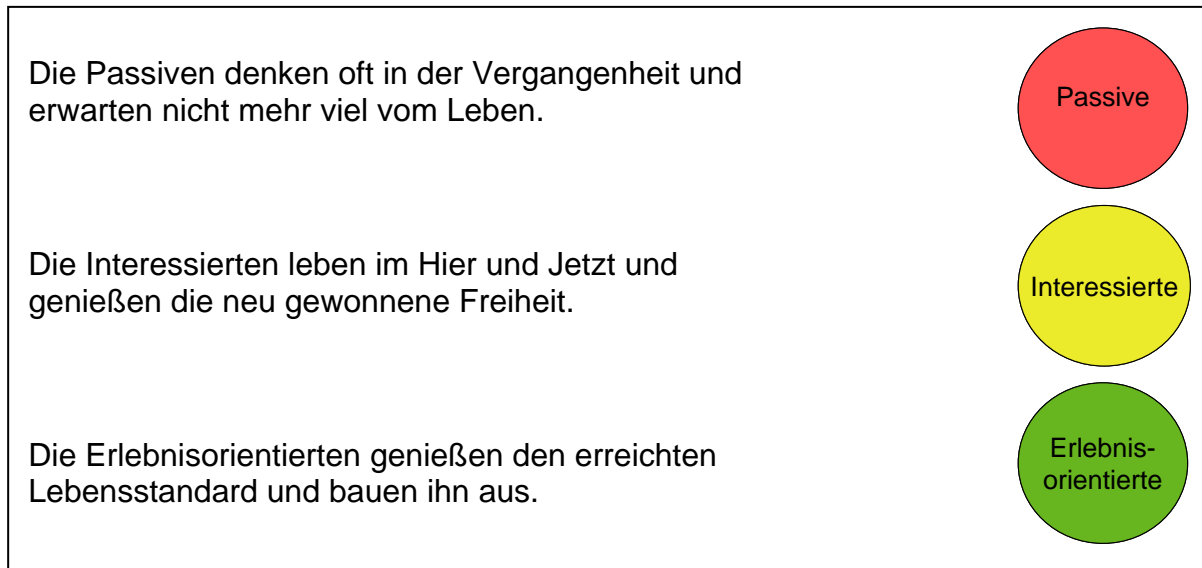 Die Passiven denken oft in der Vergangenheit und
erwarten nicht mehr viel vom Leben.
Passive
Die Interessierten leben im Hier und Jetzt und
genießen die neu gewonnene Freiheit.
Interessierte
Die Erlebnisorientierten genießen den erreichten
Lebensstandard und bauen ihn aus.
Erlebnis-
orientierte